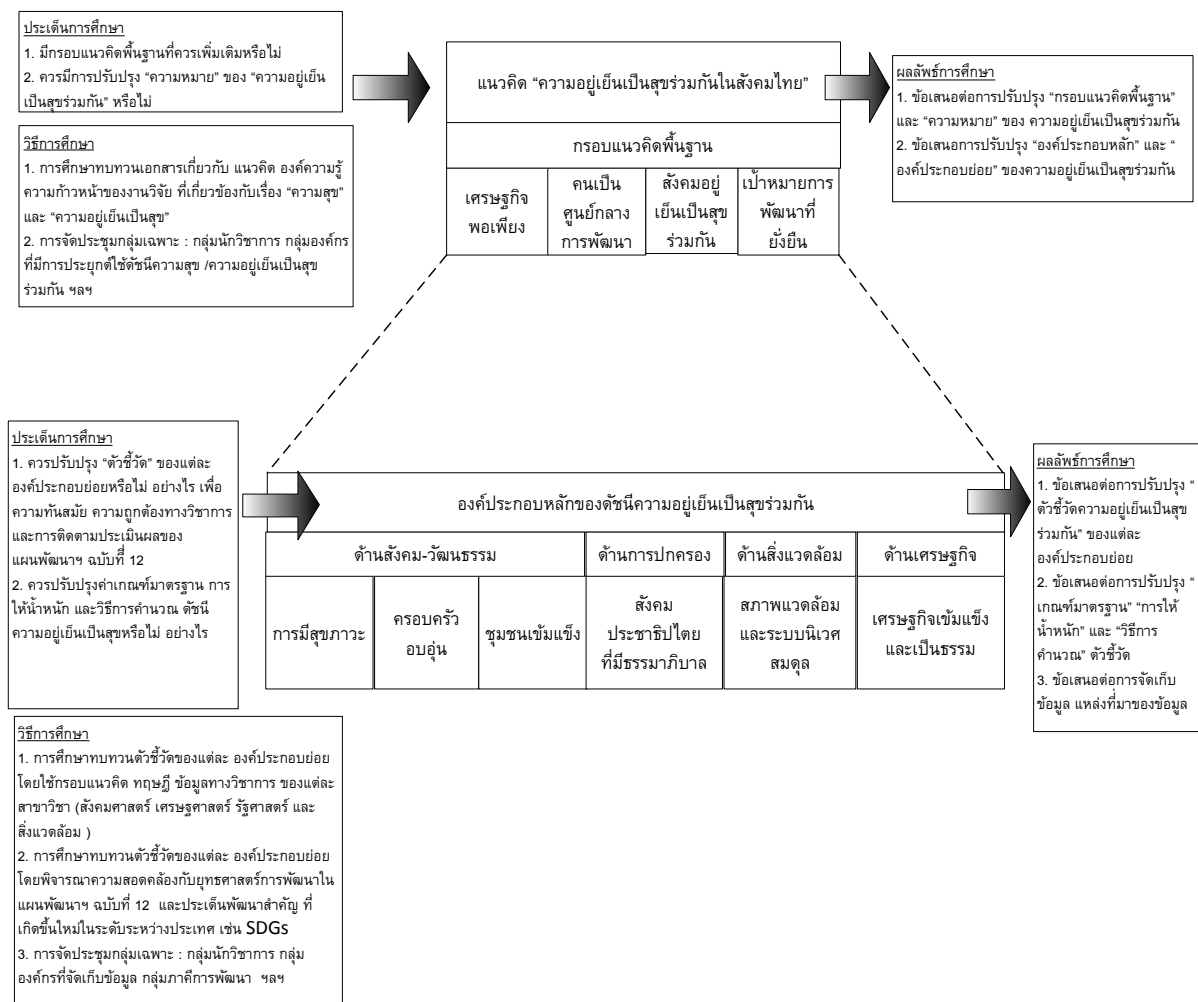 ประเด็นการศึกษา
1. มีกรอบแนวคิดพื้นฐานที่ควรเพิ่มเติมหรือไม่
2. ควรมีการปรับปรุง “ความหมาย” ของ “ความอยู่เย็น
เป็นสุขร่วมกัน” หรือไม่
วิธีการศึกษา
1. การศึกษาทบทวนเอกสารเกี่ยวกับ แนวคิด องค์ความรู้
ความก้าวหน้าของงานวิจัย ที่เกี่ยวข้องกับเรื่อง “ความสุข”
และ “ความอยู่เย็นเป็นสุข”
2. การจัดประชุมกลุ่มเฉพาะ : กลุ่มนักวิชาการ กลุ่มองค์กร
ที่มีการประยุกต์ใช้ดัชนีความสุข /ความอยู่เย็นเป็นสุข
ร่วมกัน ฯลฯ
แนวคิด “ความอยู่เย็นเป็นสุขร่วมกันในสังคมไทย”
กรอบแนวคิดพื้นฐาน
เศรษฐกิจ
พอเพียง
คนเป็น
ศูนย์กลาง
การพัฒนา
สังคมอยู่
เย็นเป็นสุข
ร่วมกัน
เป้าหมายการ
พัฒนาที่
ยั่งยืน
ผลลัพธ์การศึกษา
1. ข้อเสนอต่อการปรับปรุง “กรอบแนวคิดพื้นฐาน”
และ “ความหมาย” ของ ความอยู่เย็นเป็นสุขร่วมกัน
2. ข้อเสนอการปรับปรุง “องค์ประกอบหลัก” และ “
องค์ประกอบย่อย” ของความอยู่เย็นเป็นสุขร่วมกัน
ประเด็นการศึกษา
1. ควรปรับปรุง “ตัวชี้วัด” ของแต่ละ
องค์ประกอบย่อยหรือไม่ อย่างไร เพื่อ
ความทันสมัย ความถูกต้องทางวิชาการ
และการติดตามประเมินผลของ
แผนพัฒนาฯ ฉบับที่ 12
2. ควรปรับปรุงค่าเกณฑ์มาตรฐาน การ
ให้น้ำหนัก และวิธีการคำนวณ ดัชนี
ความอยู่เย็นเป็นสุขหรือไม่ อย่างไร
องค์ประกอบหลักของดัชนีความอยู่เย็นเป็นสุขร่วมกัน
ด้านสังคม-วัฒนธรรม
ด้านการปกครอง
ด้านสิ่งแวดล้อม
ด้านเศรษฐกิจ
การมีสุขภาวะ
ครอบครัว
อบอุ่น
ชุมชนเข้มแข็ง
สังคม
ประชาธิปไตย
ที่มีธรรมาภิบาล
สภาพแวดล้อม
และระบบนิเวศ
สมดุล
เศรษฐกิจเข้มแข็ง
และเป็นธรรม
ผลลัพธ์การศึกษา
1. ข้อเสนอต่อการปรับปรุง “
ตัวชี้วัดความอยู่เย็นเป็นสุข
ร่วมกัน” ของแต่ละ
องค์ประกอบย่อย
2. ข้อเสนอต่อการปรับปรุง “
เกณฑ์มาตรฐาน” “การให้
น้ำหนัก” และ “วิธีการ
คำนวณ” ตัวชี้วัด
3. ข้อเสนอต่อการจัดเก็บ
ข้อมูล แหล่งที่มาของข้อมูล
วิธีการศึกษา
1. การศึกษาทบทวนตัวชี้วัดของแต่ละ องค์ประกอบย่อย
โดยใช้กรอบแนวคิด ทฤษฎี ข้อมูลทางวิชาการ ของแต่ละ
สาขาวิชา (สังคมศาสตร์ เศรษฐศาสตร์ รัฐศาสตร์ และ
สิ่งแวดล้อม )
2. การศึกษาทบทวนตัวชี้วัดของแต่ละ องค์ประกอบย่อย
โดยพิจารณาความสอดคล้องกับยุทธศาสตร์การพัฒนาใน
แผนพัฒนาฯ ฉบับที่ 12 และประเด็นพัฒนาสำคัญ ที่
เกิดขึ้นใหม่ในระดับระหว่างประเทศ เช่น SDGs
3. การจัดประชุมกลุ่มเฉพาะ : กลุ่มนักวิชาการ กลุ่ม
องค์กรที่จัดเก็บข้อมูล กลุ่มภาคีการพัฒนา ฯลฯ